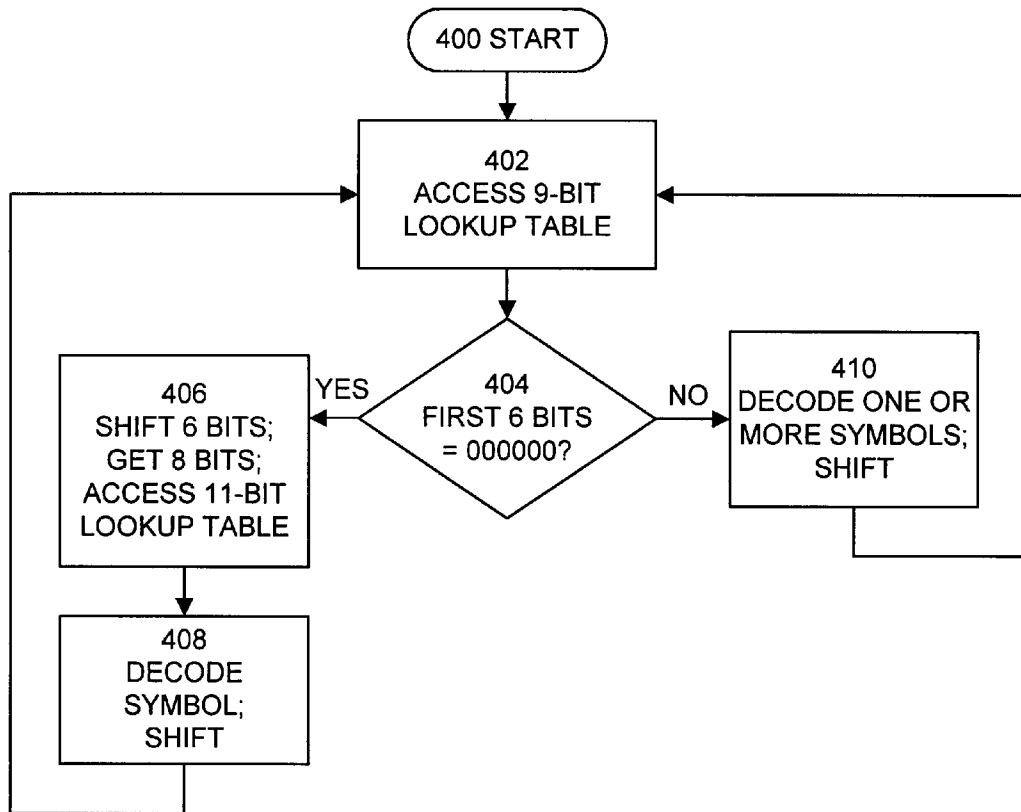 400 START
402
ACCESS 9-BIT
LOOKUP TABLE
404
FIRST 6 BITS
= 000000?
YES
NO
406
SHIFT 6 BITS;
GET 8 BITS;
ACCESS 11-BIT
LOOKUP TABLE
410
DECODE ONE OR
MORE SYMBOLS;
SHIFT
408
DECODE
SYMBOL;
SHIFT